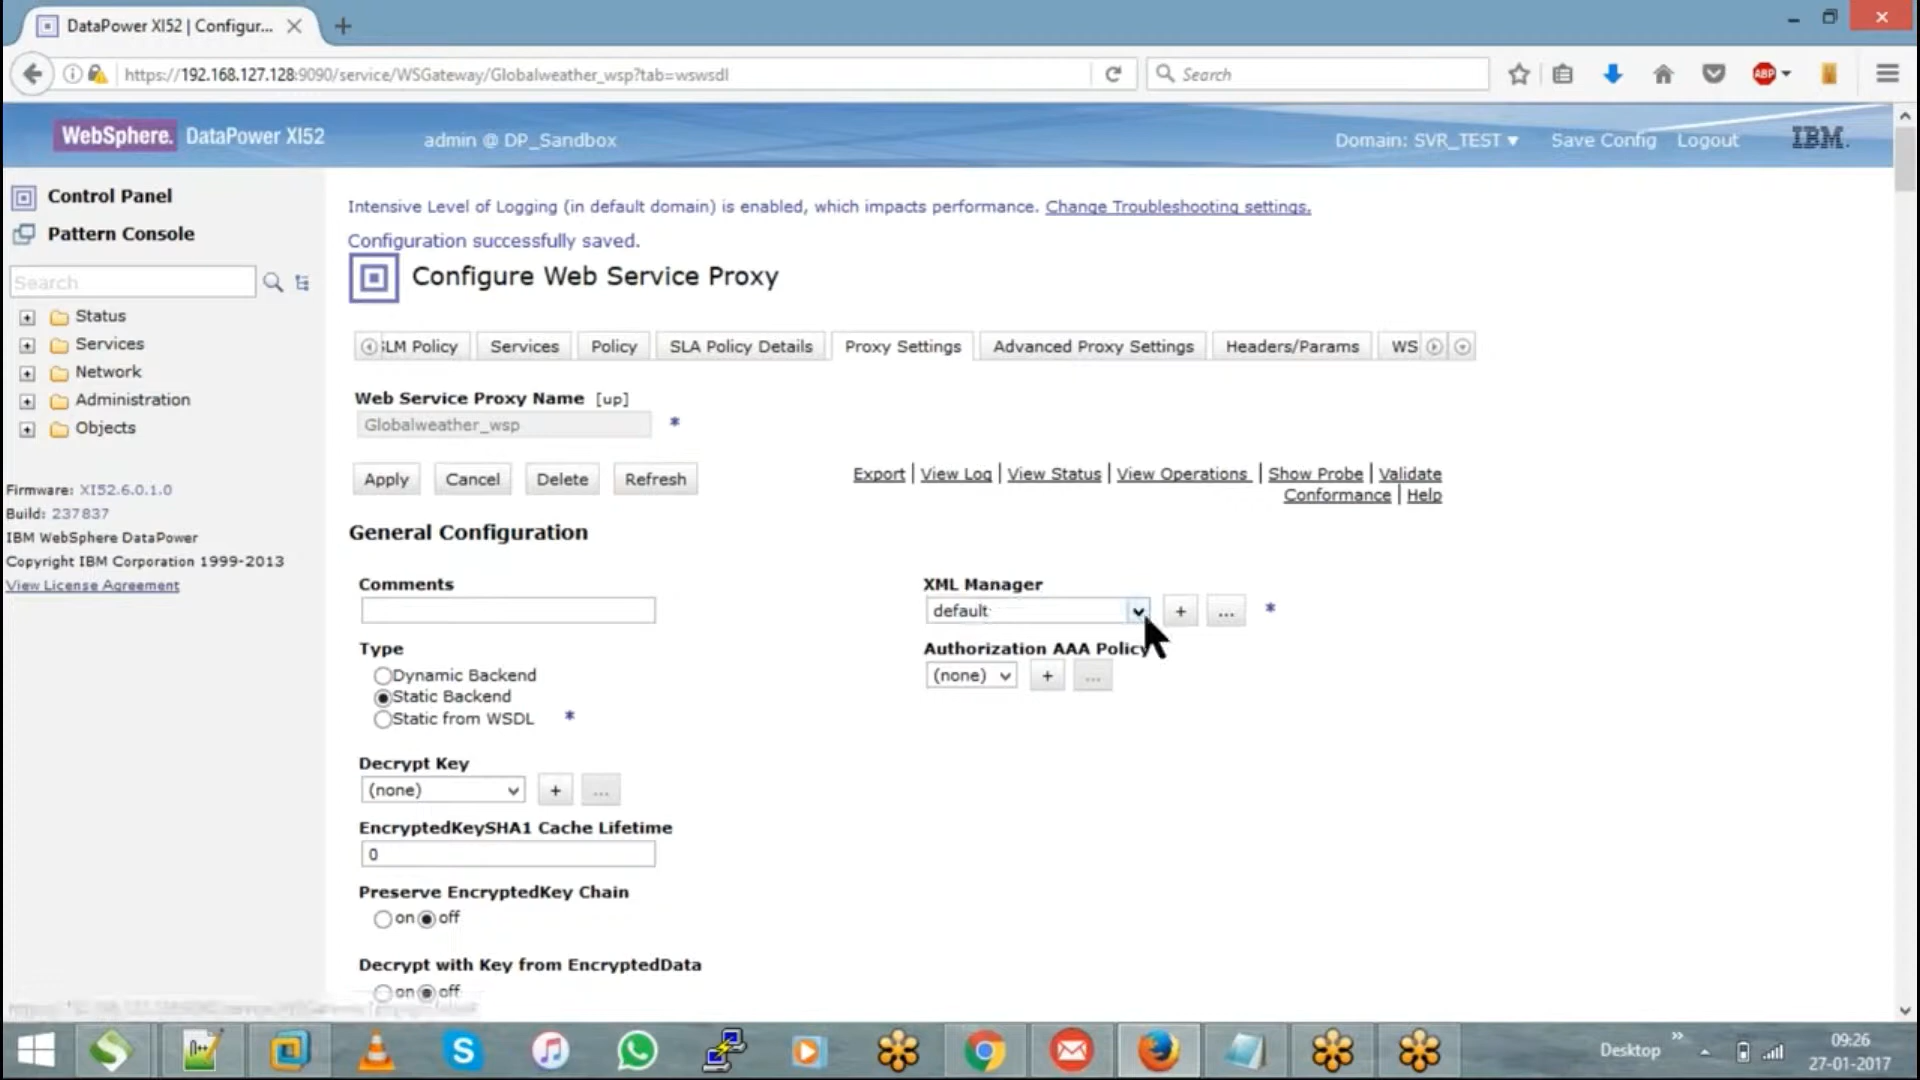 DataPower XI52 | Configur...
https://192.168.127.128:9090/service/WSGateway/Globalweather_wsp?tab=wswsdl
Search
ABP
WebSphere. DataPower XI52
admin @ DP_Sandbox
Domain: SVR_TEST
Save Config
Logout
IBM.
Control Panel
Pattern Console
Search
Status
Services
Network
Administration
Objects
Firmware: XI52.6.0.1.0
Build: 237837
IBM WebSphere DataPower
Copyright IBM Corporation 1999-2013
View License Agreement
Intensive Level of Logging (in default domain) is enabled, which impacts performance. Change Troubleshooting settings.
Configuration successfully saved.
Configure Web Service Proxy
SLM Policy
Services
Policy
SLA Policy Details
Proxy Settings
Advanced Proxy Settings
Headers/Params
WS
Web Service Proxy Name [up]
Globalweather_wsp *
Apply
Cancel
Delete
Refresh
Export | View Log | View Status | View Operations | Show Probe | Validate
Conformance | Help
General Configuration
Comments
Type
Dynamic Backend
Static Backend
Static from WSDL *
Decrypt Key
(none) + ...
EncryptedKeySHA1 Cache Lifetime
0
Preserve EncryptedKey Chain
on off
Decrypt with Key from EncryptedData
on off
XML Manager
default + ... *
Authorization AAA Policy
(none) + ...
Desktop
09:26
27-01-2017